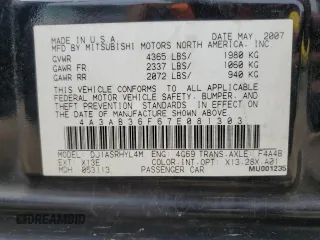 MADE IN U.S.A. DATE MAY, 2007
MFD BY MITSUBISHI MOTORS NORTH AMERICA, INC
GVWR 4365 LBS/ 1980 KG
GAWR FR. 2337 LBS/ 1060 KG
GAWR RR 2072 LBS/ 940 KG
THIS VEHICLE CONFORMS TO ALL APPLICABLE
FEDERAL MOTOR VEHICLE SAFETY, BUMPER, AND
THEFT PREVENTION STANDARDS IN EFFECT ON
THE DATE OF MANUFACTURE SHOWN ABOVE.
4A3AB36F67E081303
MODEL DJ1ASRHYL4M ENG 4G69 TRANS.AXLE F4A4B
EXT X13E COLOR.INT.OPT X13 28X A01
MDH 053113 PASSENGER CAR MU001235
©DREAMBID